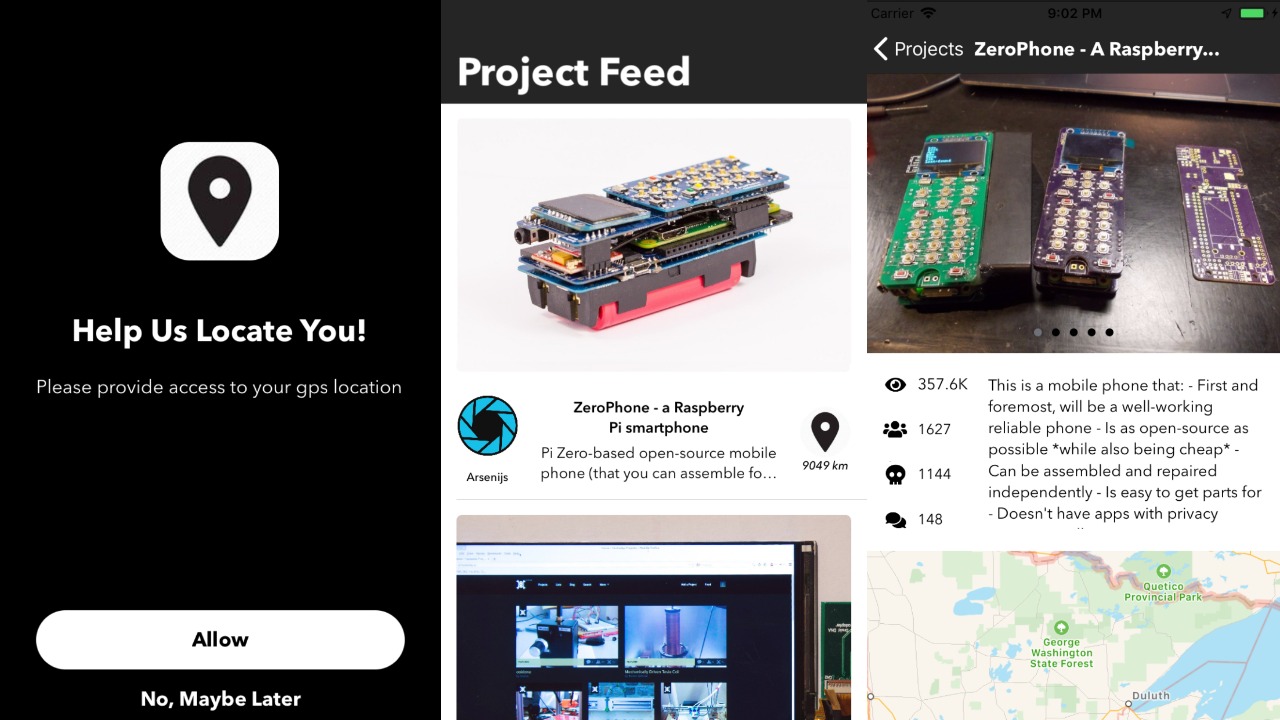 Help Us Locate You!
Please provide access to your gps location
Allow
No, Maybe Later
Project Feed
ZeroPhone - a Raspberry
Pi smartphone
Pi Zero-based open-source mobile
phone (that you can assemble fo...
Arsenijs
9049 km
Carrier
9:02 PM
Projects
ZeroPhone - A Raspberry...
357.6K
1627
1144
148
This is a mobile phone that: - First and
foremost, will be a well-working
reliable phone - Is as open-source as
possible *while also being cheap* -
Can be assembled and repaired
independently - Is easy to get parts for
- Doesn't have apps with privacy
Quetico
Provincial Park
George
Washington
State Forest
Duluth